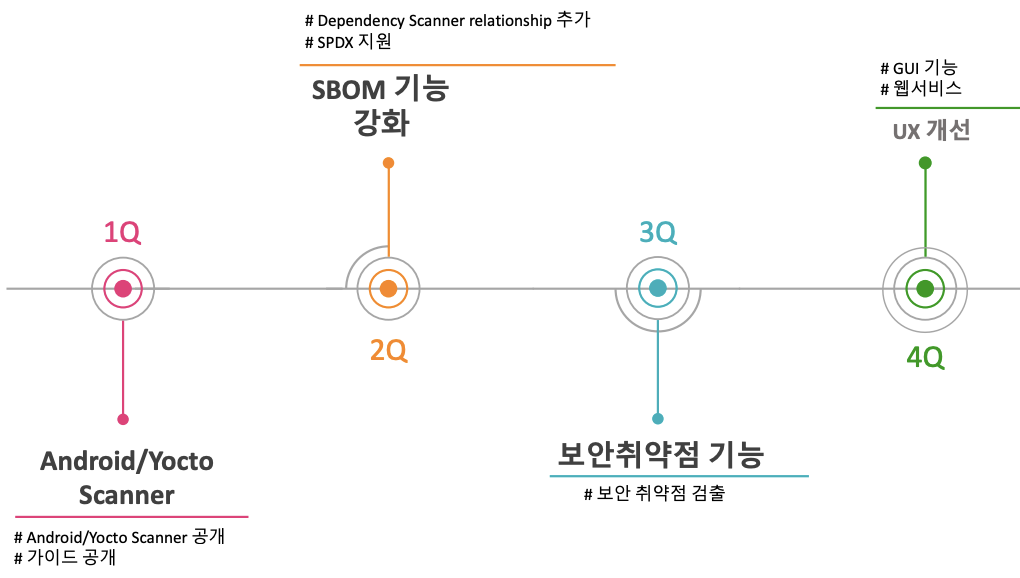 # Dependency Scanner relationship 추가
# SPDX 지원
SBOM 기능
강화
# GUI 기능
# 웹서비스
UX 개선
1Q
2Q
3Q
4Q
Android/Yocto
Scanner
# Android/Yocto Scanner 공개
# 가이드 공개
보안취약점 기능
# 보안 취약점 검출